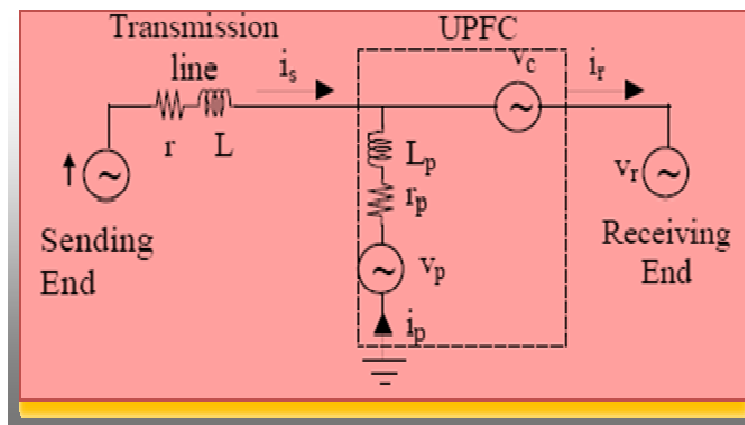 Transmission
line
UPFC
i_s
v_c
i_r
r
L
L_p
r_p
v_p
i_p
v_r
Sending
End
Receiving
End